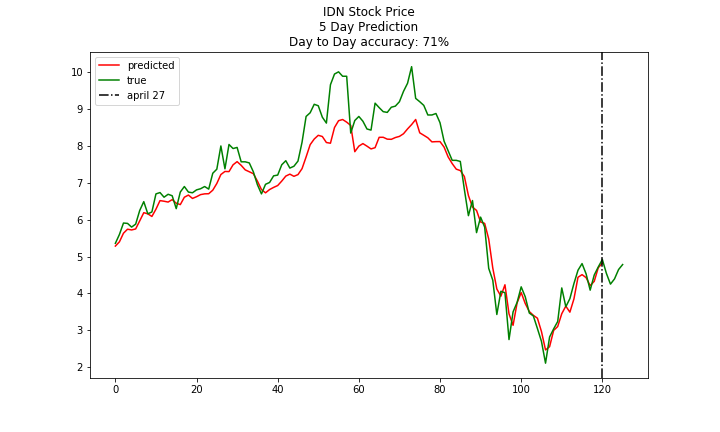 IDN Stock Price
5 Day Prediction
Day to Day accuracy: 71%
predicted
true
april 27
10
9
8
7
6
5
4
3
2
0 20 40 60 80 100 120